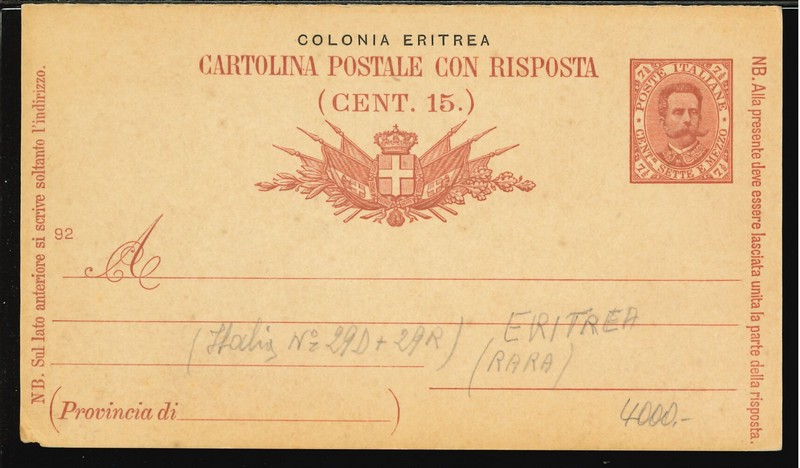 COLONIA ERITREA
CARTOLINA POSTALE CON RISPOSTA
(CENT. 15.)
POSTE ITALIANE
CENT.MI SETTE E MEZZO
7½ 7½
7½ 7½
NB. Sul lato anteriore si scrive soltanto l'indirizzo.
NB. Alla presente deve essere lasciata unita la parte della risposta.
92
A
(Italia No 29D + 29R)
ERITREA
(RARA)
(Provincia di )
4000.-